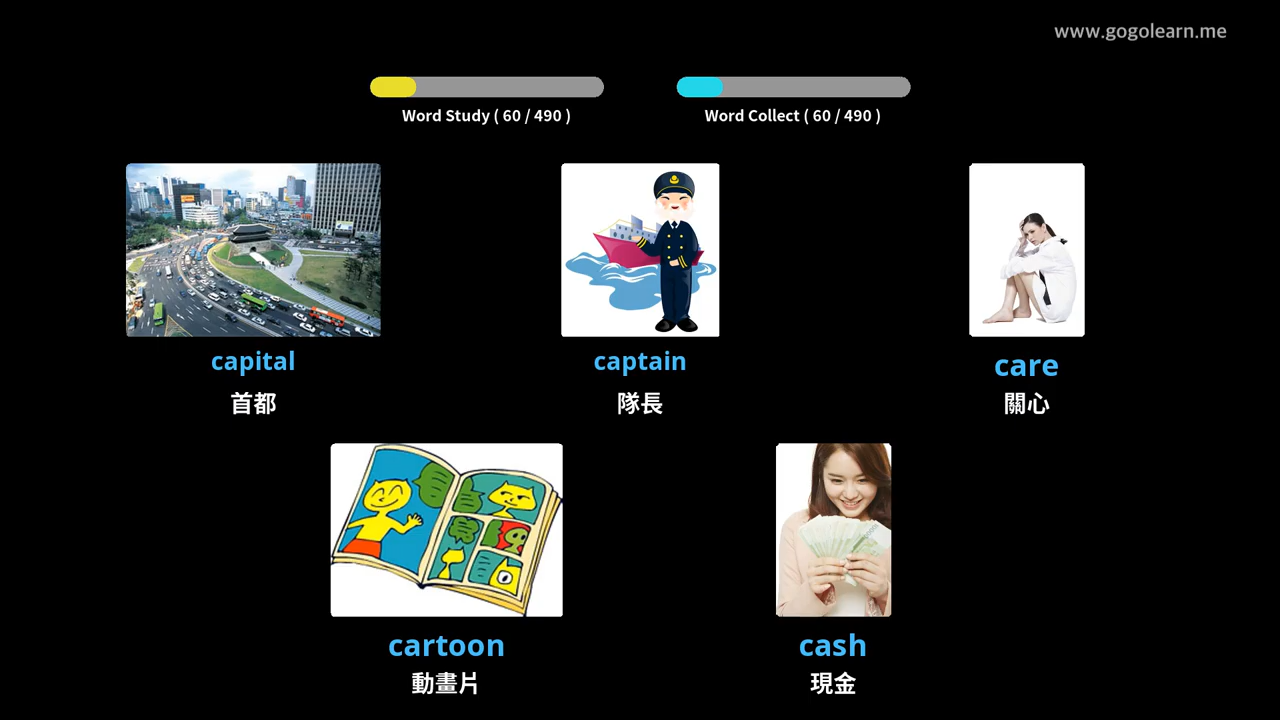 www.gogolearn.me
Word Study ( 60 / 490 )
Word Collect ( 60 / 490 )
capital
首都
captain
隊長
care
關心
cartoon
動畫片
cash
現金